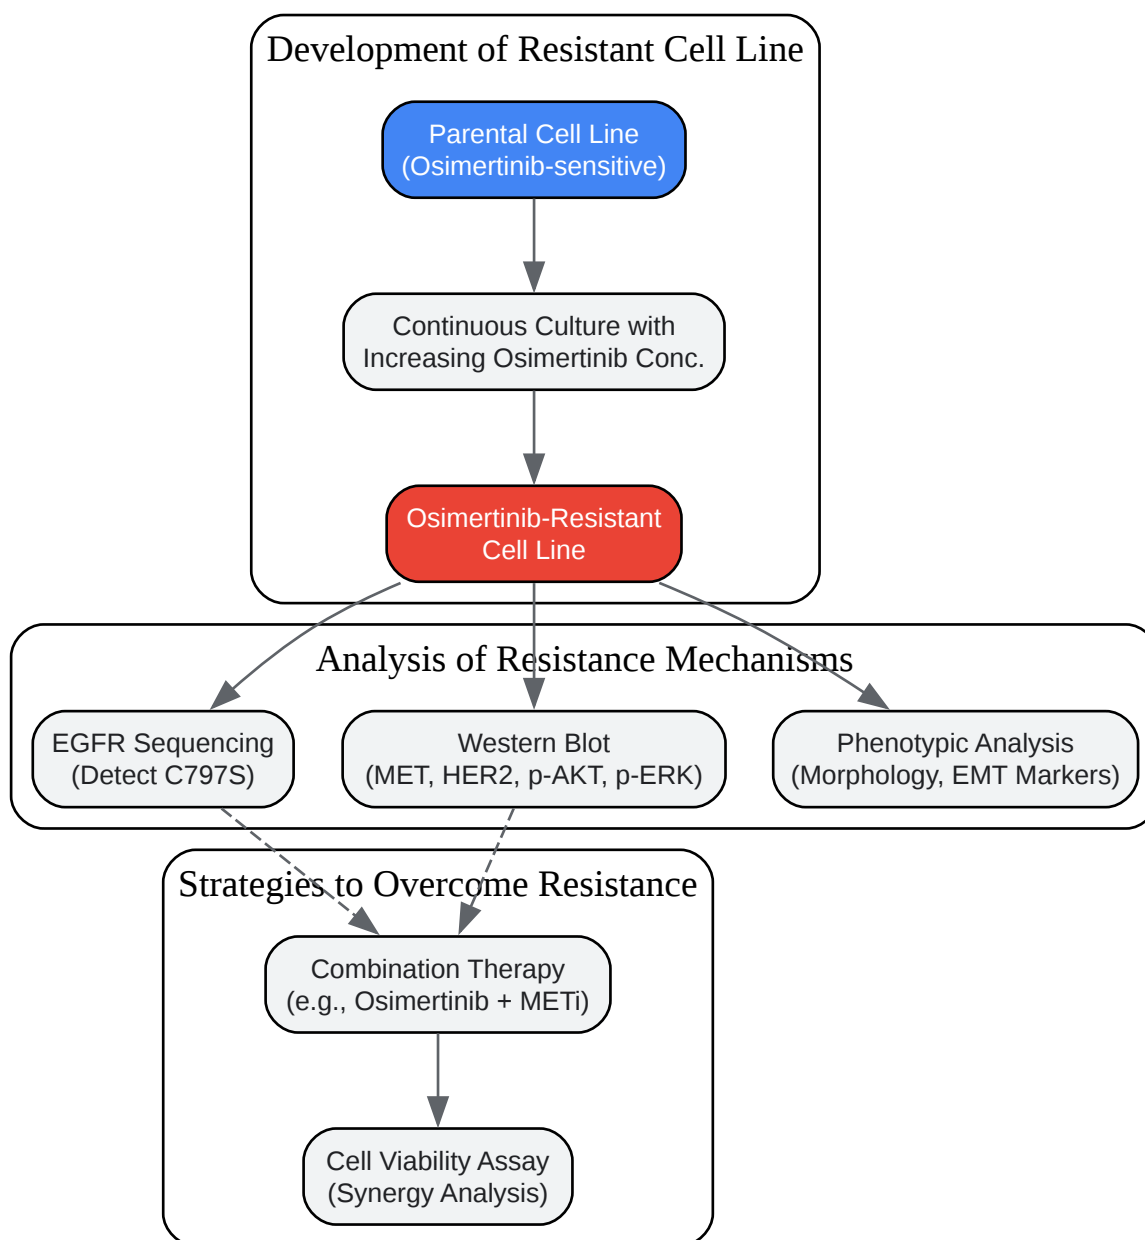 Development of Resistant Cell Line
Parental Cell Line
(Osimertinib-sensitive)
Continuous Culture with
Increasing Osimertinib Conc.
Osimertinib-Resistant
Cell Line
Analysis of Resistance Mechanisms
EGFR Sequencing
(Detect C797S)
Western Blot
(MET, HER2, p-AKT, p-ERK)
Phenotypic Analysis
(Morphology, EMT Markers)
Strategies to Overcome Resistance
Combination Therapy
(e.g., Osimertinib + METi)
Cell Viability Assay
(Synergy Analysis)